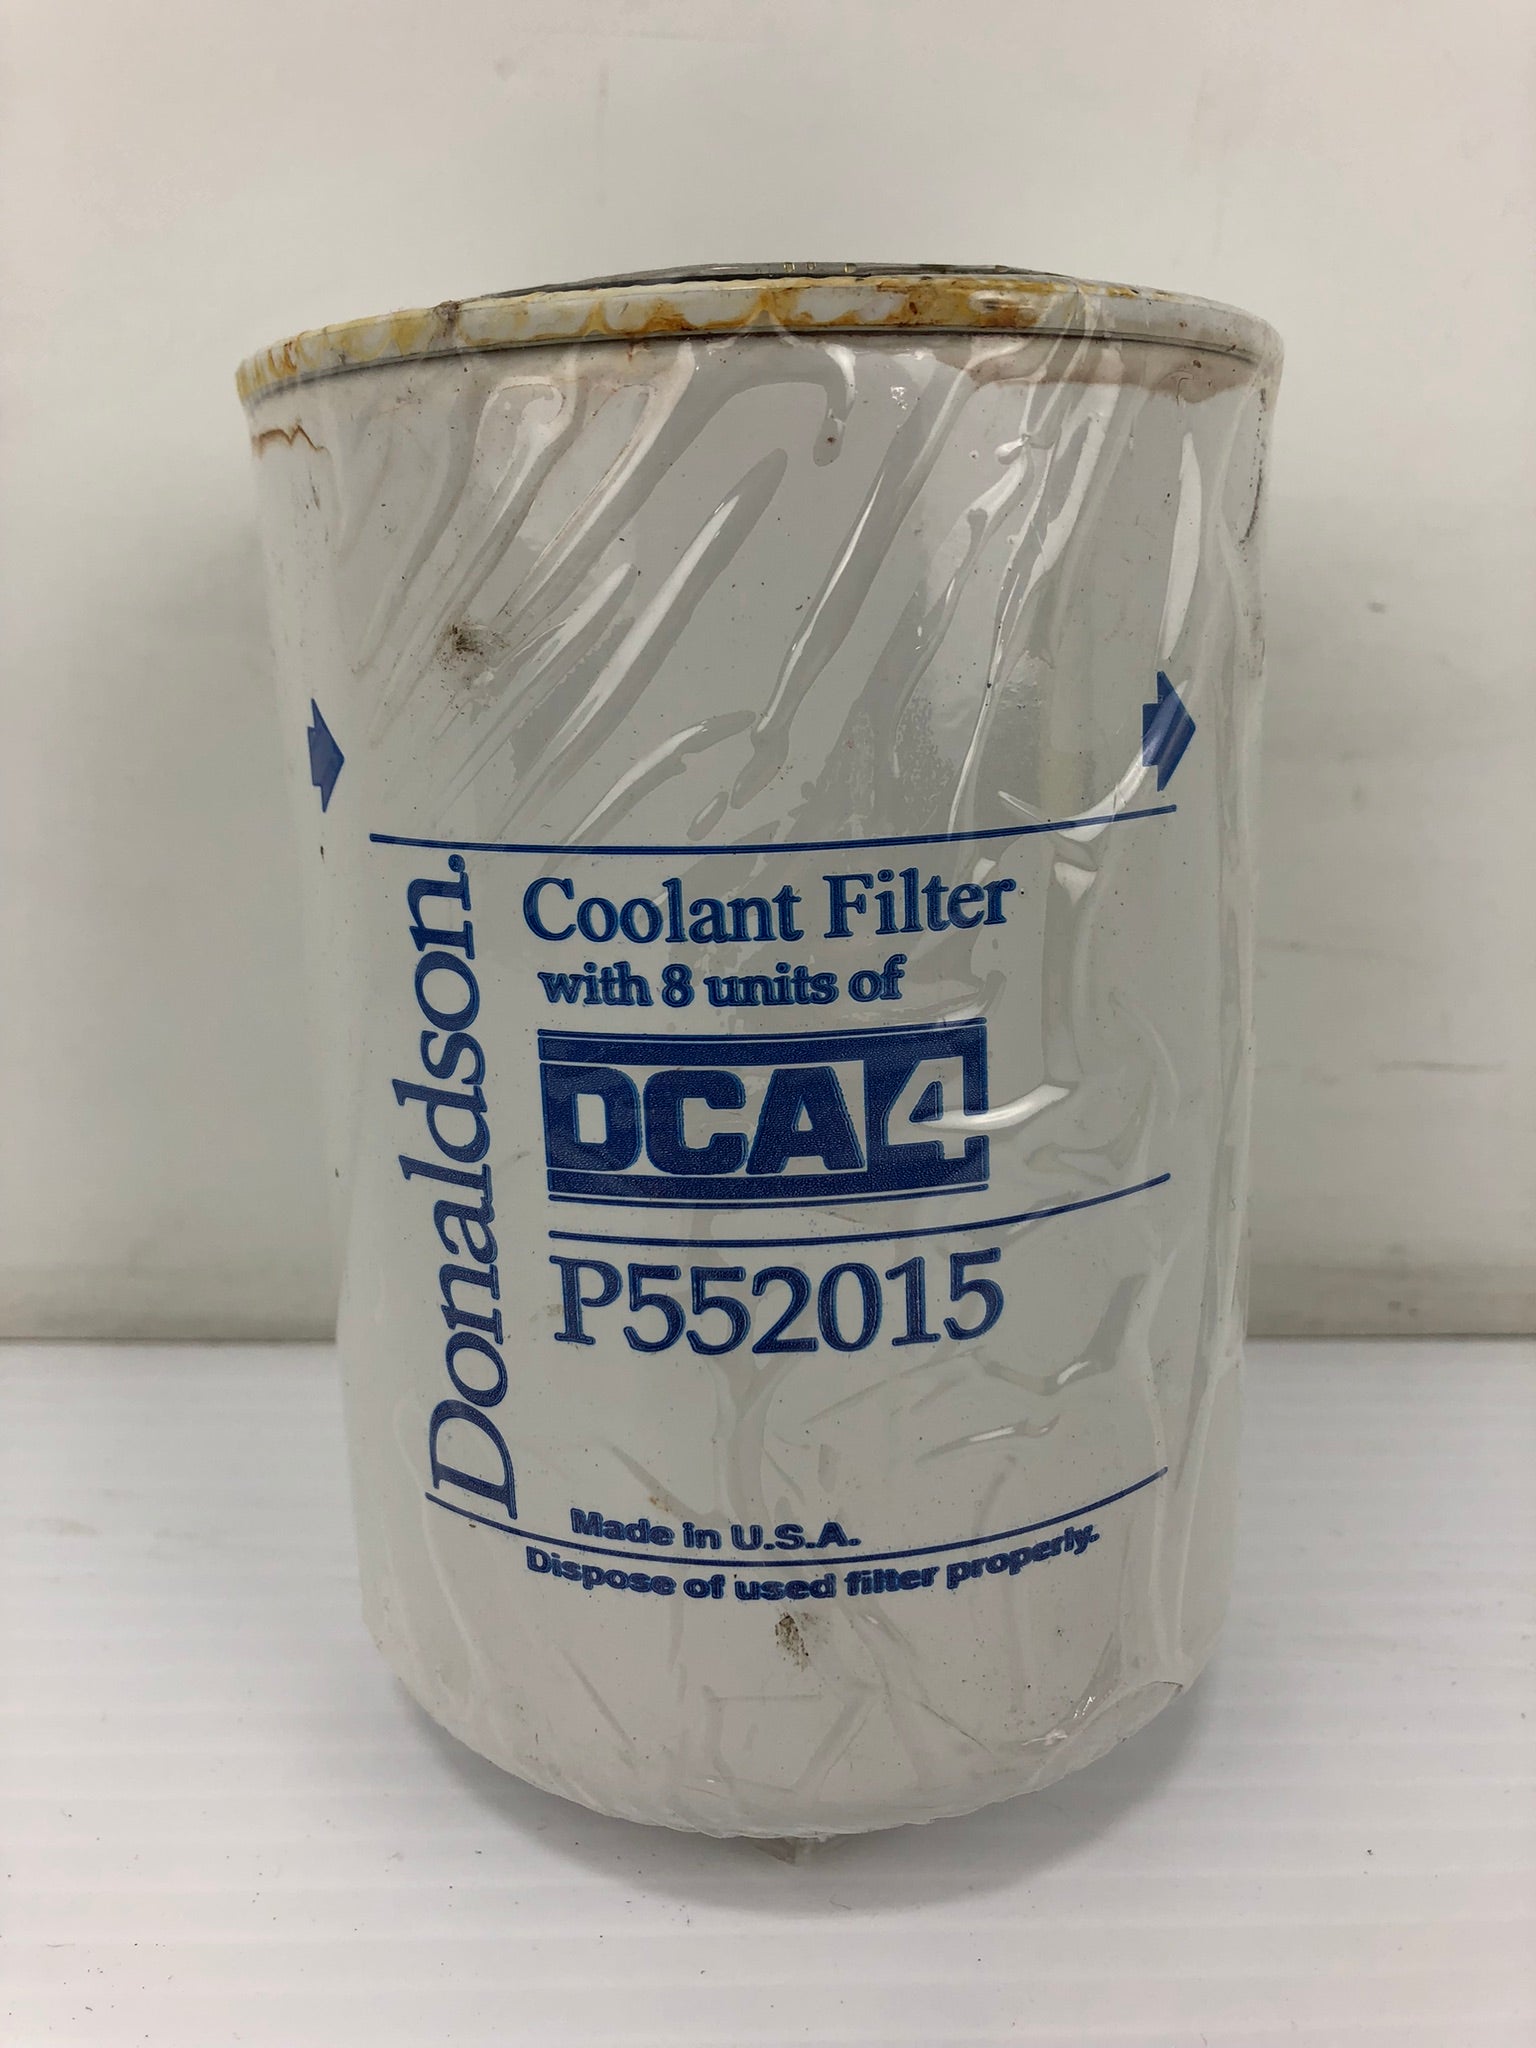 Donaldson.
Coolant Filter
with 8 units of
DCA4
P552015
Made in U.S.A.
Dispose of used filter properly.